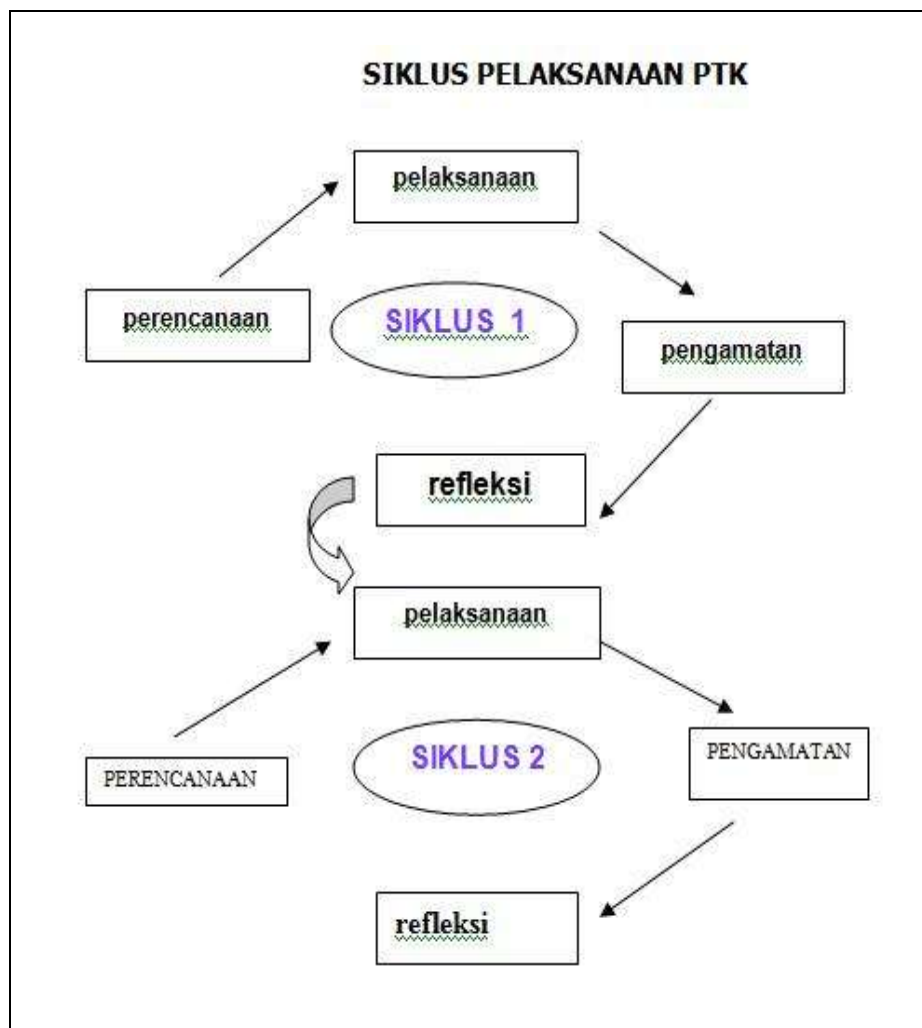 SIKLUS PELAKSANAAN PTK
pelaksanaan
perencanaan
SIKLUS 1
pengamatan
refleksi
pelaksanaan
PERENCANAAN
SIKLUS 2
PENGAMATAN
refleksi